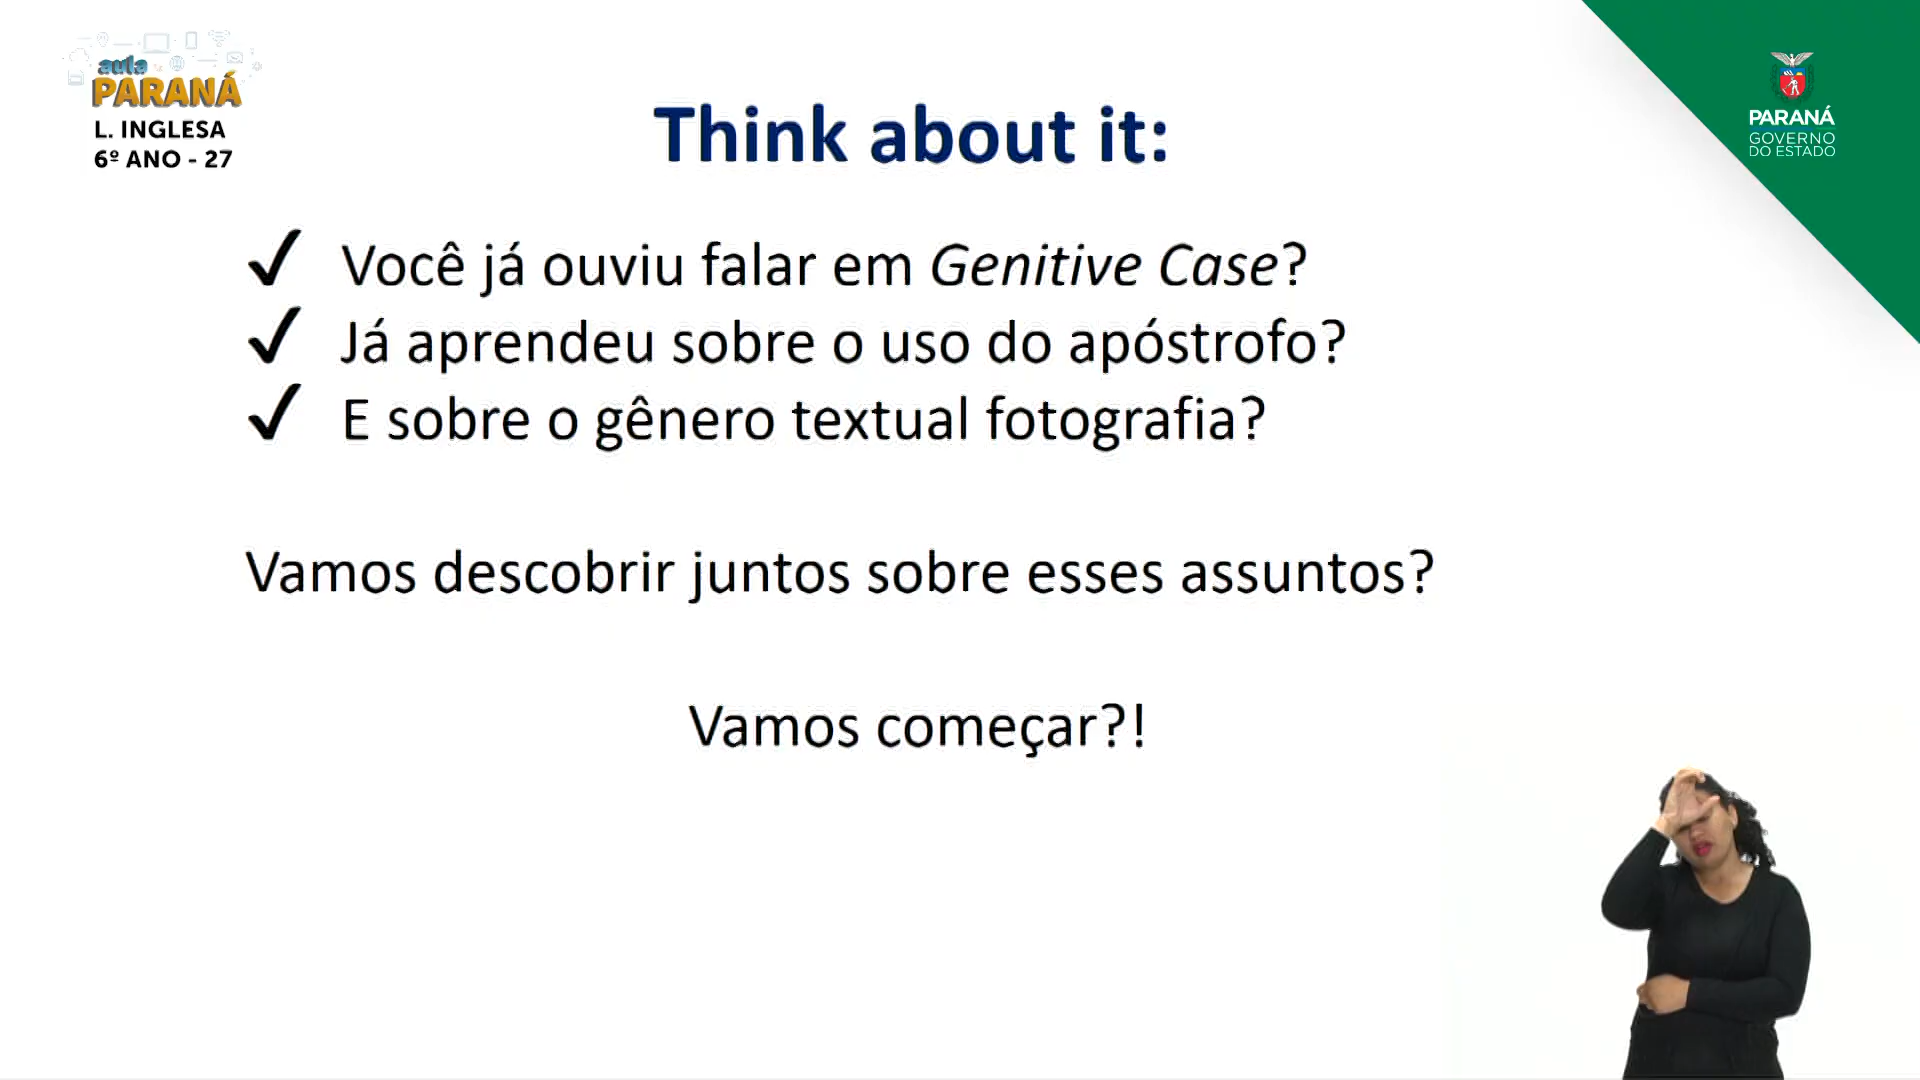 aula
PARANÁ
L. INGLESA
6º ANO - 27
Think about it:
✓ Você já ouviu falar em Genitive Case?
✓ Já aprendeu sobre o uso do apóstrofo?
✓ E sobre o gênero textual fotografia?
Vamos descobrir juntos sobre esses assuntos?
Vamos começar?!
PARANÁ
GOVERNO
DO ESTADO